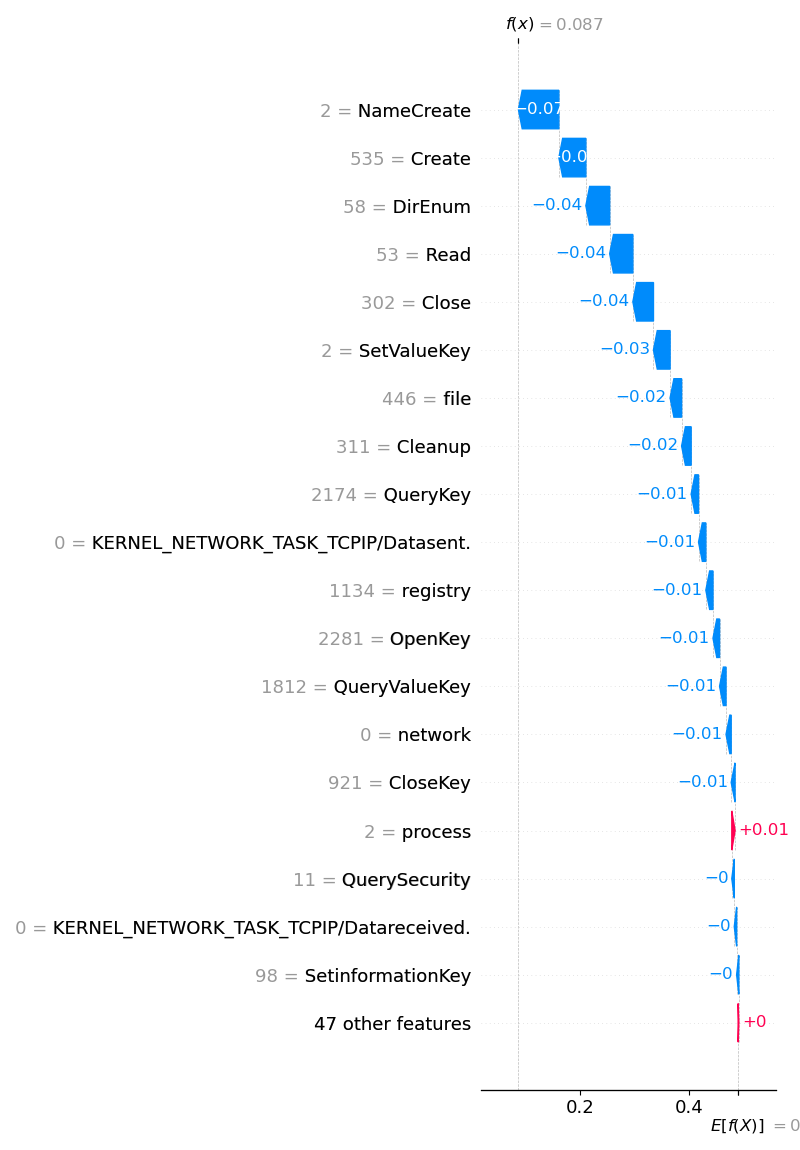 f(x) = 0.087
2 = NameCreate −0.07
535 = Create −0.0
58 = DirEnum −0.04
53 = Read −0.04
302 = Close −0.04
2 = SetValueKey −0.03
446 = file −0.02
311 = Cleanup −0.02
2174 = QueryKey −0.01
0 = KERNEL_NETWORK_TASK_TCPIP/Datasent. −0.01
1134 = registry −0.01
2281 = OpenKey −0.01
1812 = QueryValueKey −0.01
0 = network −0.01
921 = CloseKey −0.01
2 = process +0.01
11 = QuerySecurity −0
0 = KERNEL_NETWORK_TASK_TCPIP/Datareceived. −0
98 = SetinformationKey −0
47 other features +0
0.2 0.4
E[f(X)] = 0